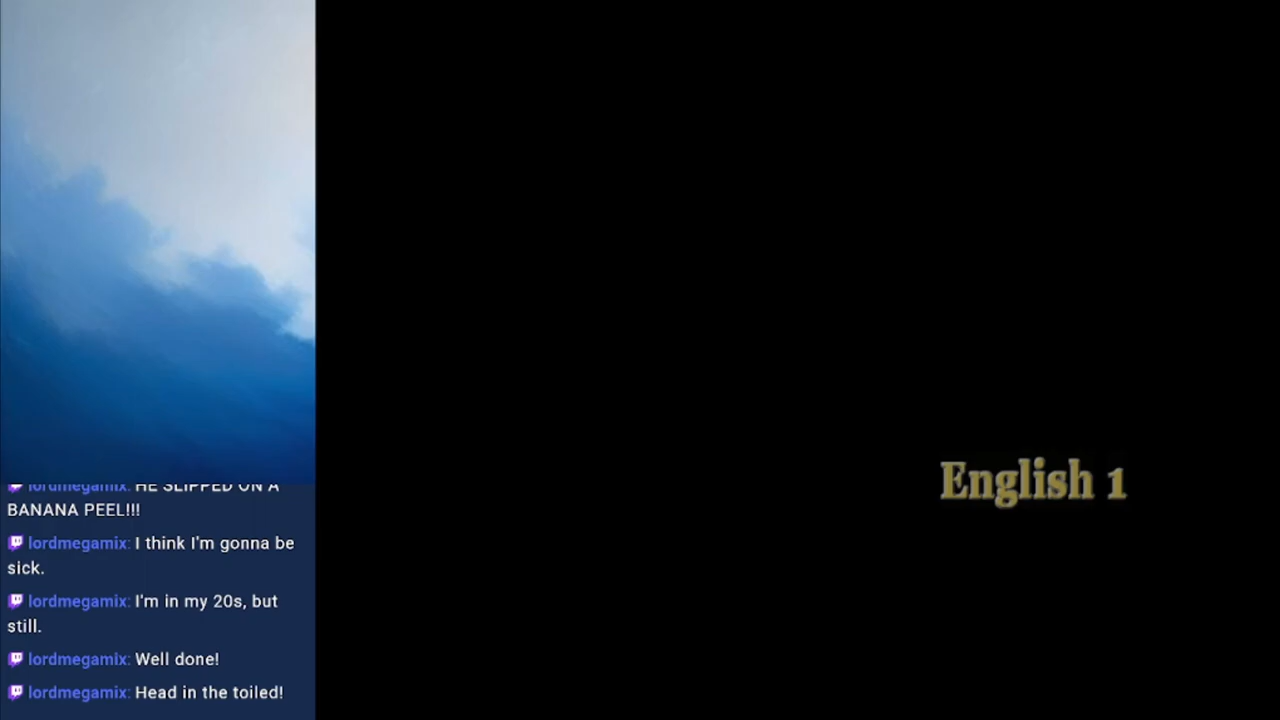 lordmegamix: HE SLIPPED ON A
BANANA PEEL!!!
lordmegamix: I think I'm gonna be
sick.
lordmegamix: I'm in my 20s, but
still.
lordmegamix: Well done!
lordmegamix: Head in the toiled!
English 1